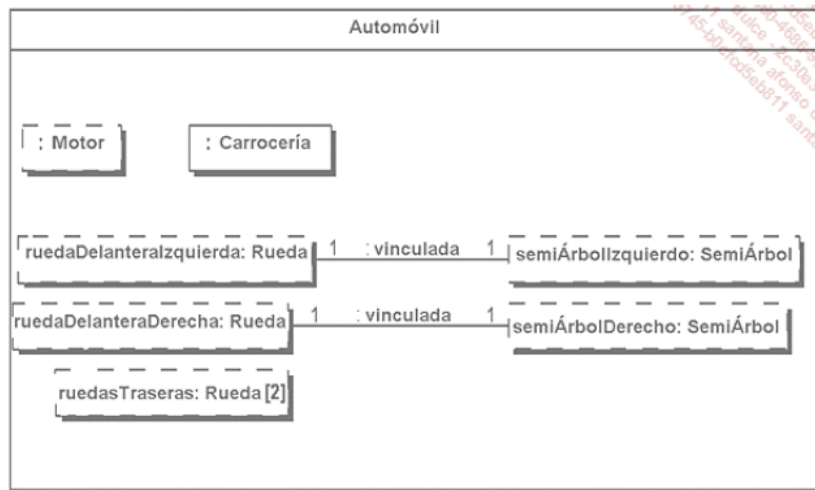 Automóvil
: Motor
: Carrocería
ruedaDelanteraIzquierda: Rueda 1 : vinculada 1 semiÁrbolIzquierdo: SemiÁrbol
ruedaDelanteraDerecha: Rueda 1 : vinculada 1 semiÁrbolDerecho: SemiÁrbol
ruedasTraseras: Rueda [2]